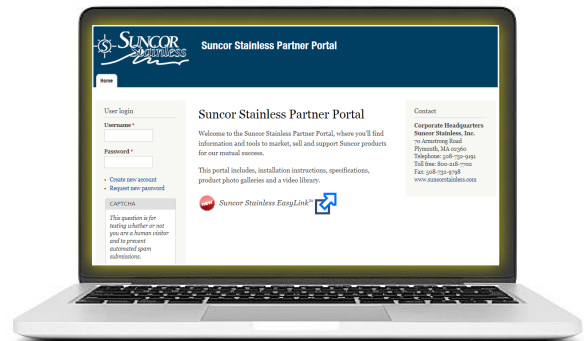 SUNCOR
Stainless
Suncor Stainless Partner Portal
Home
User login
Username *
Password *
Create new account
Request new password
CAPTCHA
This question is for
testing whether or not
you are a human visitor
and to prevent
automated spam
submissions.
Suncor Stainless Partner Portal
Welcome to the Suncor Stainless Partner Portal, where you'll find
information and tools to market, sell and support Suncor products
for our mutual success.
This portal includes, installation instructions, specifications,
product photo galleries and a video library.
NEW
Suncor Stainless EasyLink™
Contact
Corporate Headquarters
Suncor Stainless, Inc.
70 Armstrong Road
Plymouth, MA 02360
Telephone: 508-732-9191
Toll free: 800-218-7702
Fax: 508-732-9798
www.suncorstainless.com